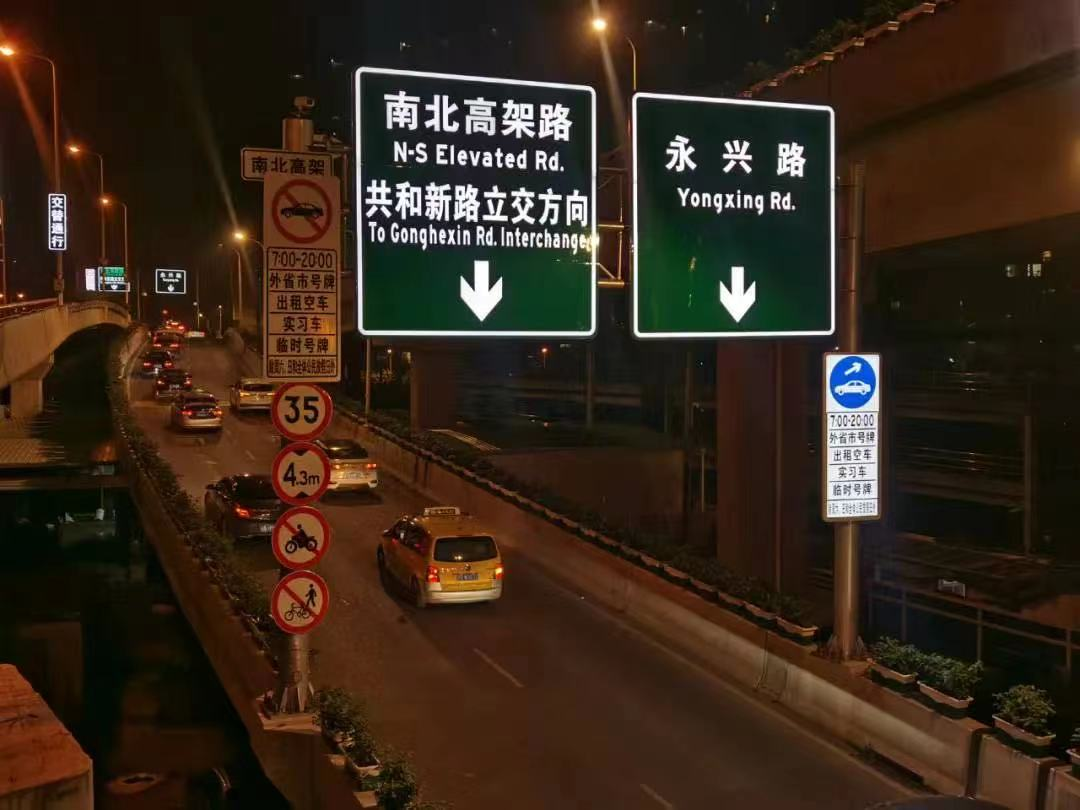 南北高架路
N-S Elevated Rd.
共和新路立交方向
To Gonghexin Rd. Interchange
永兴路
Yongxing Rd.
南北高架
7:00-20:00
外省市号牌
出租空车
实习车
临时号牌
35
4.3m
7:00-20:00
外省市号牌
出租空车
实习车
临时号牌
交替通行
永兴路